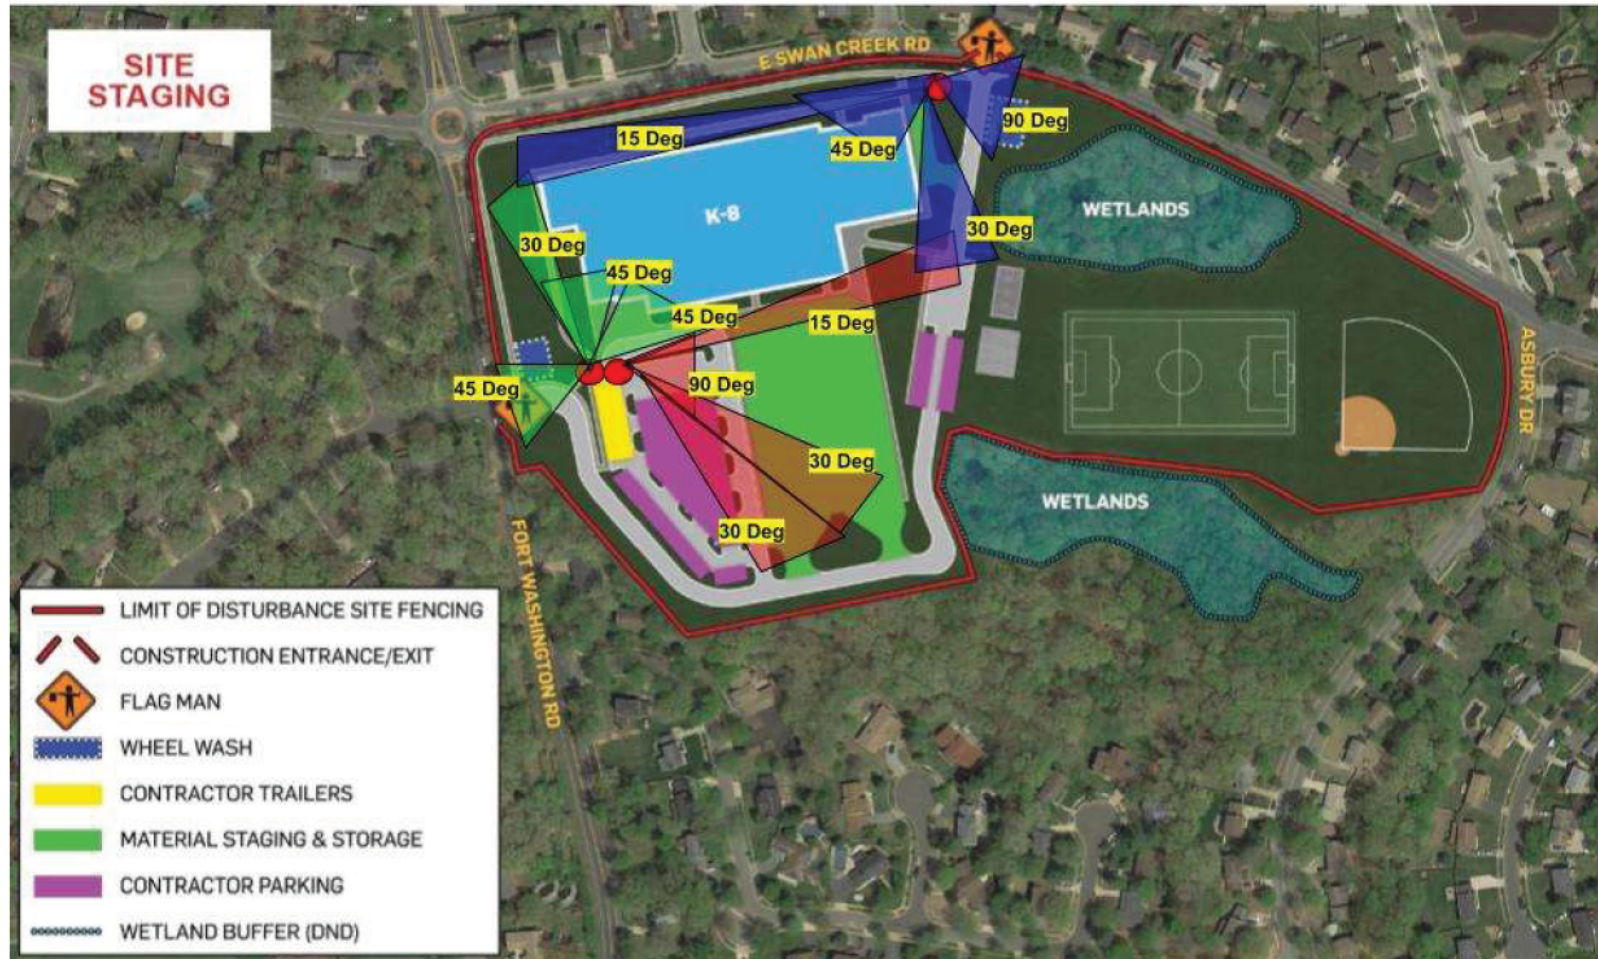 SITE
STAGING
E SWAN CREEK RD
15 Deg
45 Deg
90 Deg
K-8
WETLANDS
30 Deg
30 Deg
45 Deg
45 Deg
15 Deg
45 Deg
90 Deg
30 Deg
30 Deg
WETLANDS
ASBURY DR
FORT WASHINGTON RD
LIMIT OF DISTURBANCE SITE FENCING
CONSTRUCTION ENTRANCE/EXIT
FLAG MAN
WHEEL WASH
CONTRACTOR TRAILERS
MATERIAL STAGING & STORAGE
CONTRACTOR PARKING
WETLAND BUFFER (DND)